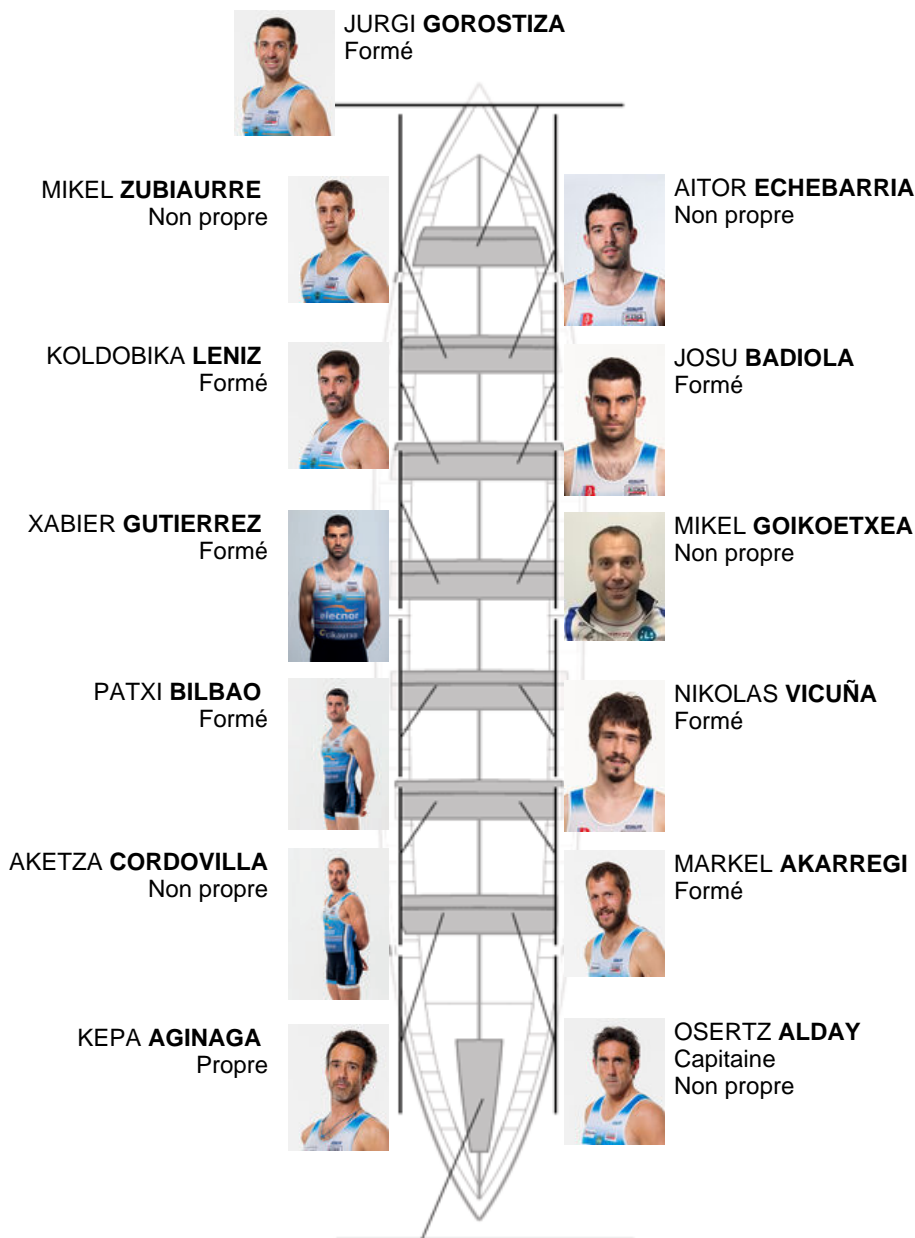 JURGI GOROSTIZA
Formé
MIKEL ZUBIAURRE
Non propre
AITOR ECHEBARRIA
Non propre
KOLDOBIKA LENIZ
Formé
JOSU BADIOLA
Formé
XABIER GUTIERREZ
Formé
elecnor
cikautxo
MIKEL GOIKOETXEA
Non propre
PATXI BILBAO
Formé
NIKOLAS VICUÑA
Formé
AKETZA CORDOVILLA
Non propre
MARKEL AKARREGI
Formé
KEPA AGINAGA
Propre
OSERTZ ALDAY
Capitaine
Non propre